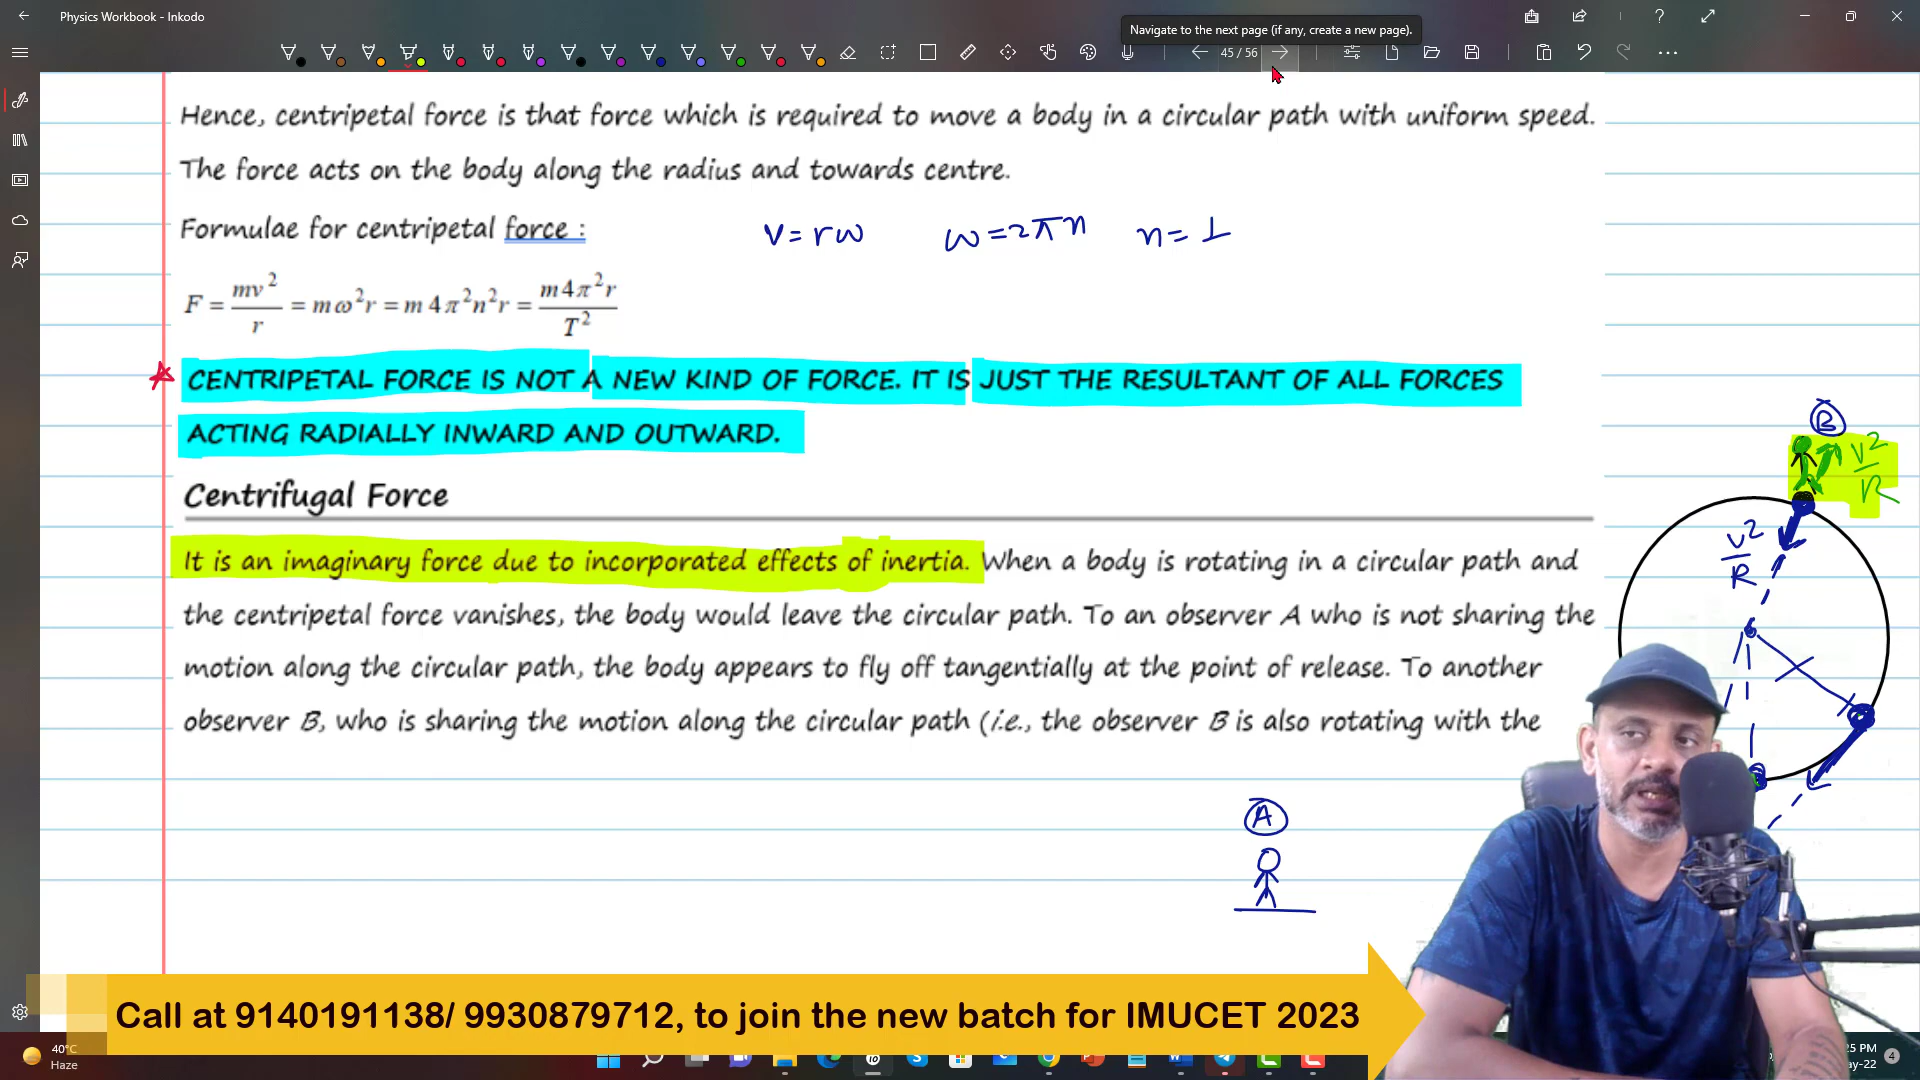 Physics Workbook - Inkodo
Navigate to the next page (if any, create a new page).
45 / 56
Hence, centripetal force is that force which is required to move a body in a circular path with uniform speed.
The force acts on the body along the radius and towards centre.
Formulae for centripetal force :
v = rω   ω = 2πn   n = 1
F = mv²/r = mω²r = m 4π²n²r = m4π²r/T²
CENTRIPETAL FORCE IS NOT A NEW KIND OF FORCE. IT IS JUST THE RESULTANT OF ALL FORCES
ACTING RADIALLY INWARD AND OUTWARD.
B
v²/R
Centrifugal Force
v²/R
It is an imaginary force due to incorporated effects of inertia. When a body is rotating in a circular path and
the centripetal force vanishes, the body would leave the circular path. To an observer A who is not sharing the
motion along the circular path, the body appears to fly off tangentially at the point of release. To another
observer B, who is sharing the motion along the circular path (i.e., the observer B is also rotating with the
A
Call at 9140191138/ 9930879712, to join the new batch for IMUCET 2023
40°C
Haze
25 PM
ay-22
4